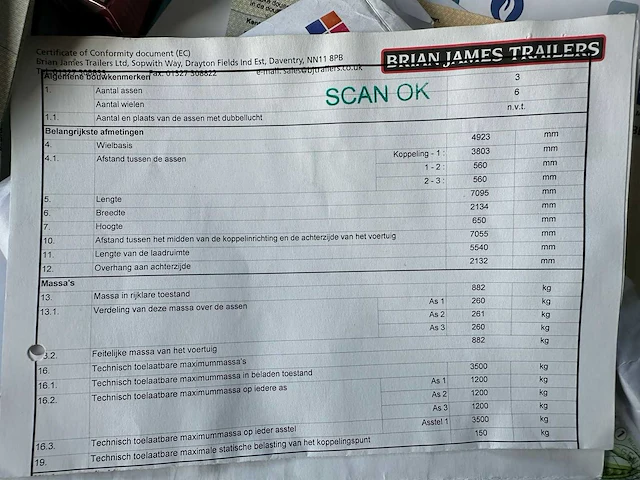 Certificate of Conformity document (EC)
Brian James Trailers Ltd, Sopwith Way, Drayton Fields Ind Est, Daventry, NN11 8PB
Fax: 01327 308822 e-mail: sales@bjtrailers.co.uk
BRIAN JAMES TRAILERS
SCAN OK
Algemene bouwkenmerken
1. Aantal assen 3
Aantal wielen 6
1.1. Aantal en plaats van de assen met dubbellucht n.v.t.
Belangrijkste afmetingen
4. Wielbasis 4923 mm
4.1. Afstand tussen de assen Koppeling - 1: 3803 mm
1 - 2: 560 mm
2 - 3: 560 mm
5. Lengte 7095 mm
6. Breedte 2134 mm
7. Hoogte 650 mm
10. Afstand tussen het midden van de koppelinrichting en de achterzijde van het voertuig 7055 mm
11. Lengte van de laadruimte 5540 mm
12. Overhang aan achterzijde 2132 mm
Massa's
13. Massa in rijklare toestand 882 kg
13.1. Verdeling van deze massa over de assen As 1 260 kg
As 2 261 kg
As 3 260 kg
3.2. Feitelijke massa van het voertuig 882 kg
16. Technisch toelaatbare maximummassa's
16.1. Technisch toelaatbare maximummassa in beladen toestand 3500 kg
16.2. Technisch toelaatbare maximummassa op iedere as As 1 1200 kg
As 2 1200 kg
As 3 1200 kg
16.3. Technisch toelaatbare maximummassa op ieder asstel Asstel 1 3500 kg
19. Technisch toelaatbare maximale statische belasting van het koppelingspunt 150 kg